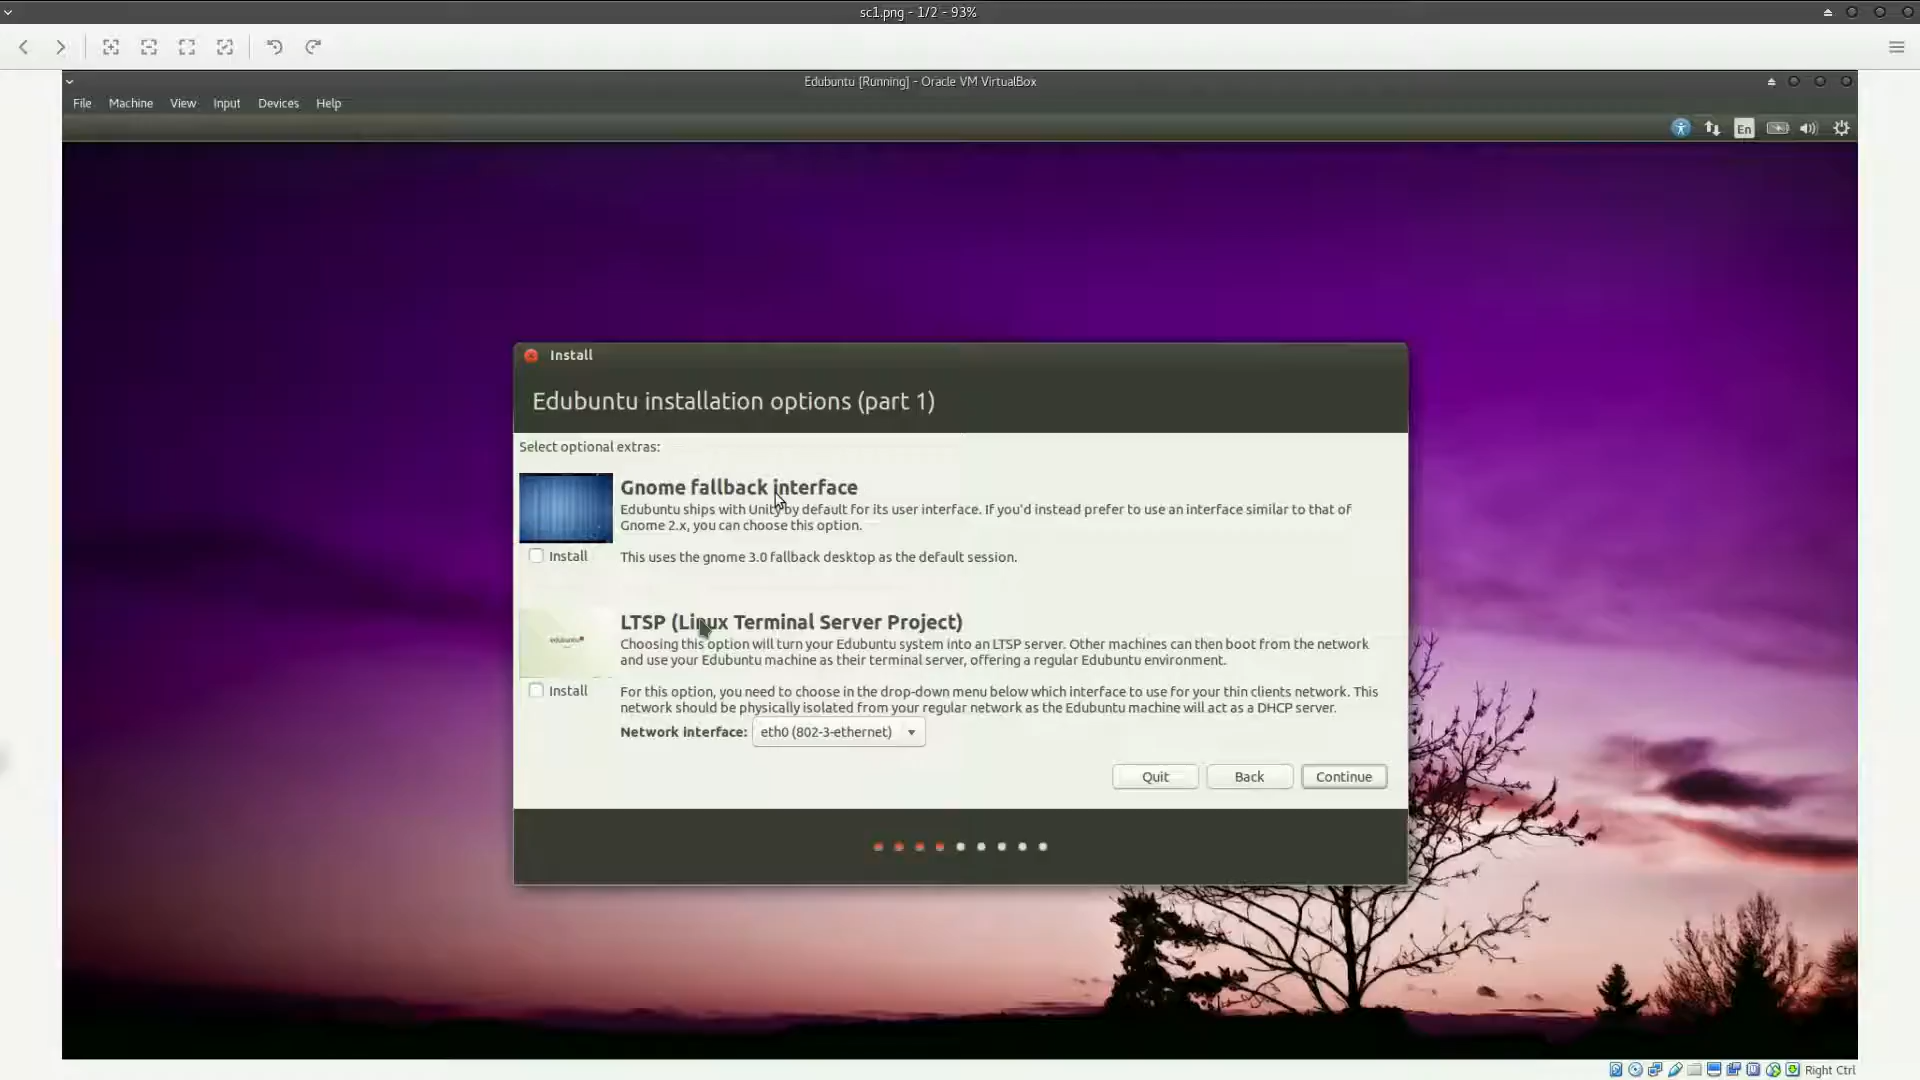 sc1.png - 1/2 - 93%
Edubuntu [Running] - Oracle VM VirtualBox
File Machine View Input Devices Help
En
Install
Edubuntu installation options (part 1)
Select optional extras:
Gnome fallback interface
Edubuntu ships with Unity by default for its user interface. If you'd instead prefer to use an interface similar to that of
Gnome 2.x, you can choose this option.
Install
This uses the gnome 3.0 fallback desktop as the default session.
LTSP (Linux Terminal Server Project)
edubuntu
Choosing this option will turn your Edubuntu system into an LTSP server. Other machines can then boot from the network
and use your Edubuntu machine as their terminal server, offering a regular Edubuntu environment.
Install
For this option, you need to choose in the drop-down menu below which interface to use for your thin clients network. This
network should be physically isolated from your regular network as the Edubuntu machine will act as a DHCP server.
Network interface: eth0 (802-3-ethernet)
Quit Back Continue
Right Ctrl